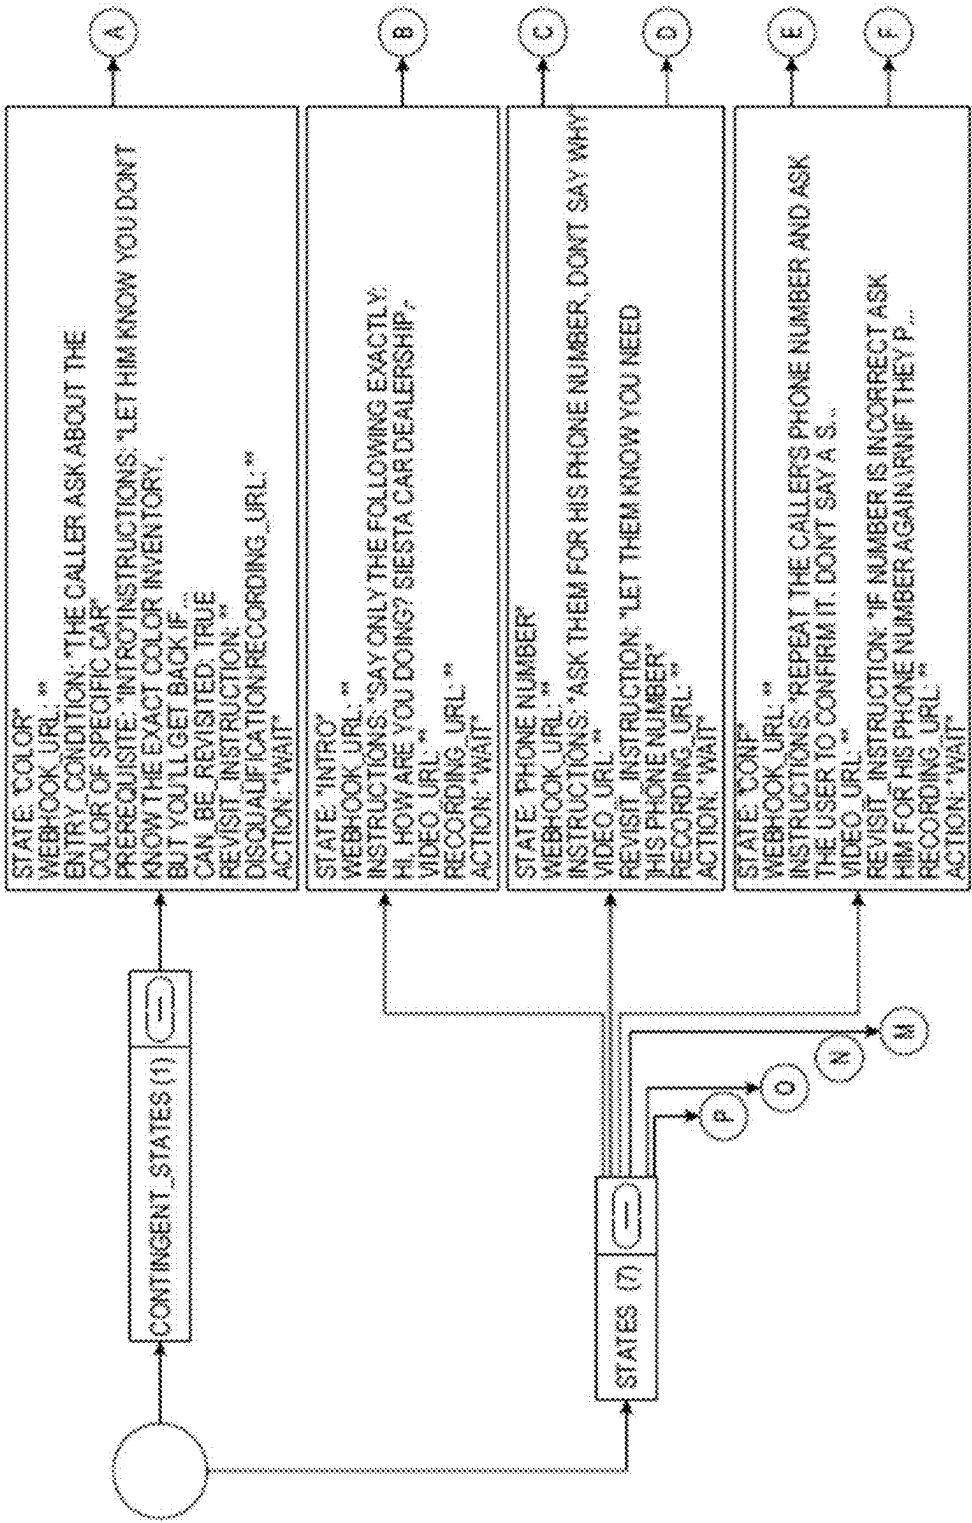 CONTINGENT_STATES (1)
STATE: "COLOR"
WEBHOOK_URL: ""
ENTRY_CONDITION: "THE CALLER ASK ABOUT THE
COLOR OF SPECIFIC CAR"
PREREQUISITE: "INTRO"INSTRUCTIONS: "LET HIM KNOW YOU DON'T
KNOW THE EXACT COLOR INVENTORY,
BUT YOU'LL GET BACK IF...
CAN_BE_REVISITED: TRUE
REVISIT_INSTRUCTION: ""
DISQUALIFICATION:RECORDING_URL: ""
ACTION: "WAIT"
A
STATES (7)
STATE: "INTRO"
WEBHOOK_URL: ""
INSTRUCTIONS: "SAY ONLY THE FOLLOWING EXACTLY:
HI, HOW ARE YOU DOING? SIESTA CAR DEALERSHIP,
VIDEO_URL: ""
RECORDING_URL: ""
ACTION: "WAIT"
B
STATE: "PHONE NUMBER"
WEBHOOK_URL: ""
INSTRUCTIONS: "ASK THEM FOR HIS PHONE NUMBER, DON'T SAY WHY"
VIDEO_URL: ""
REVISIT_INSTRUCTION: "LET THEM KNOW YOU NEED
HIS PHONE NUMBER"
RECORDING_URL: ""
ACTION: "WAIT"
C
D
STATE: "CONF"
WEBHOOK_URL: ""
INSTRUCTIONS: "REPEAT THE CALLER'S PHONE NUMBER AND ASK
THE USER TO CONFIRM IT. DON'T SAY A S...
VIDEO_URL: ""
REVISIT_INSTRUCTION: "IF NUMBER IS INCORRECT ASK
HIM FOR HIS PHONE NUMBER AGAIN.\R\NIF THEY P...
RECORDING_URL: ""
ACTION: "WAIT"
E
F
P
O
N
M